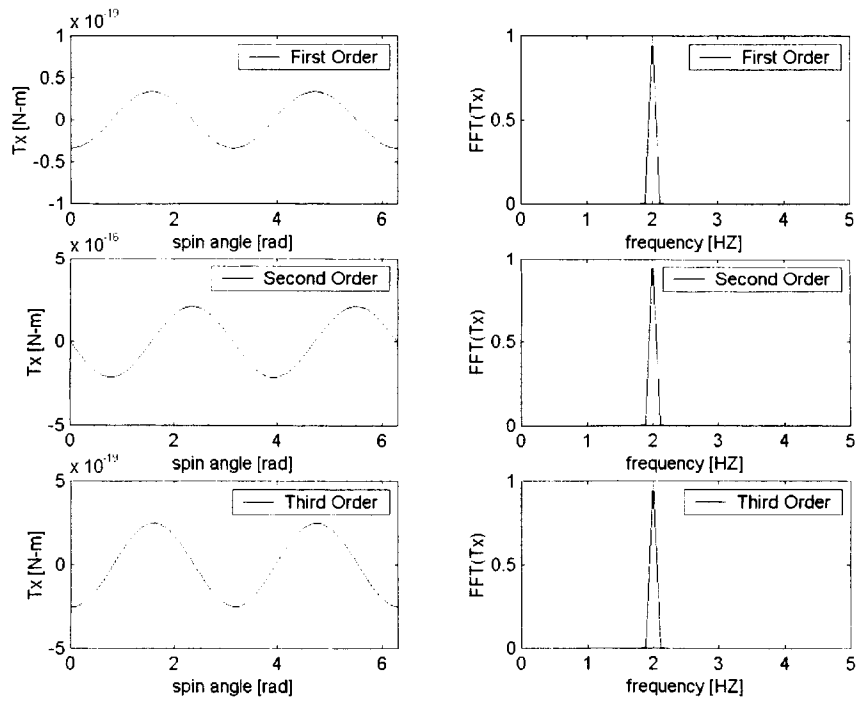 x 10⁻¹⁹
1
0.5
0
-0.5
-1
Tx [N-m]
First Order
0 2 4 6
spin angle [rad]
1
0.5
0
FFT(Tx)
First Order
0 1 2 3 4 5
frequency [HZ]
x 10⁻¹⁶
5
0
-5
Tx [N-m]
Second Order
0 2 4 6
spin angle [rad]
1
0.5
0
FFT(Tx)
Second Order
0 1 2 3 4 5
frequency [HZ]
x 10⁻¹⁹
5
0
-5
Tx [N-m]
Third Order
0 2 4 6
spin angle [rad]
1
0.5
0
FFT(Tx)
Third Order
0 1 2 3 4 5
frequency [HZ]